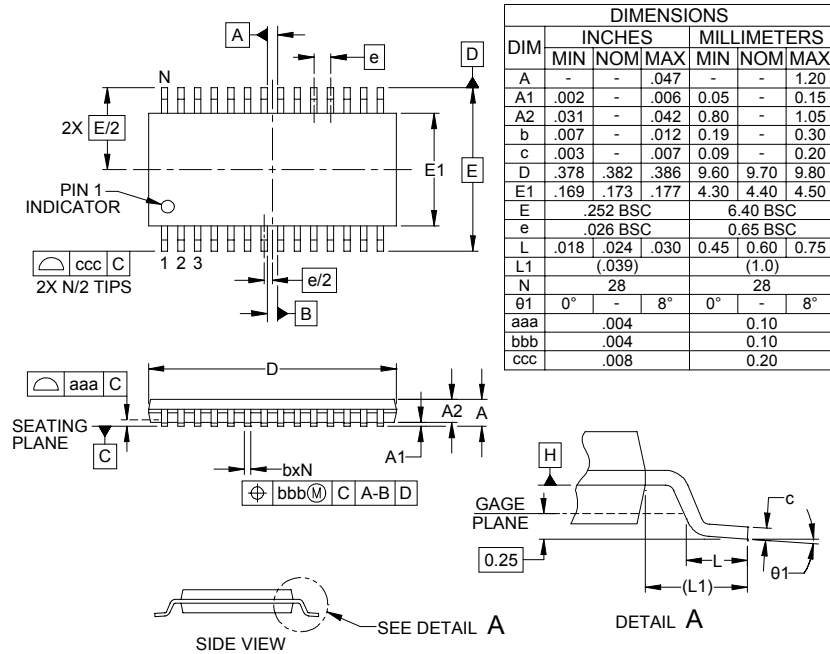 A
e
D
N
2X E/2
E1
E
PIN 1
INDICATOR
ccc C
2X N/2 TIPS
1 2 3
e/2
B
DIMENSIONS
DIM INCHES MILLIMETERS
MIN NOM MAX MIN NOM MAX
A - - .047 - - 1.20
A1 .002 - .006 0.05 - 0.15
A2 .031 - .042 0.80 - 1.05
b .007 - .012 0.19 - 0.30
c .003 - .007 0.09 - 0.20
D .378 .382 .386 9.60 9.70 9.80
E1 .169 .173 .177 4.30 4.40 4.50
E .252 BSC 6.40 BSC
e .026 BSC 0.65 BSC
L .018 .024 .030 0.45 0.60 0.75
L1 (.039) (1.0)
N 28 28
θ1 0° - 8° 0° - 8°
aaa .004 0.10
bbb .004 0.10
ccc .008 0.20
D
aaa C
SEATING
PLANE
C
A2 A
A1
bxN
bbbⓂ C A-B D
H
GAGE
PLANE
0.25
c
L
(L1)
θ1
DETAIL A
SEE DETAIL A
SIDE VIEW